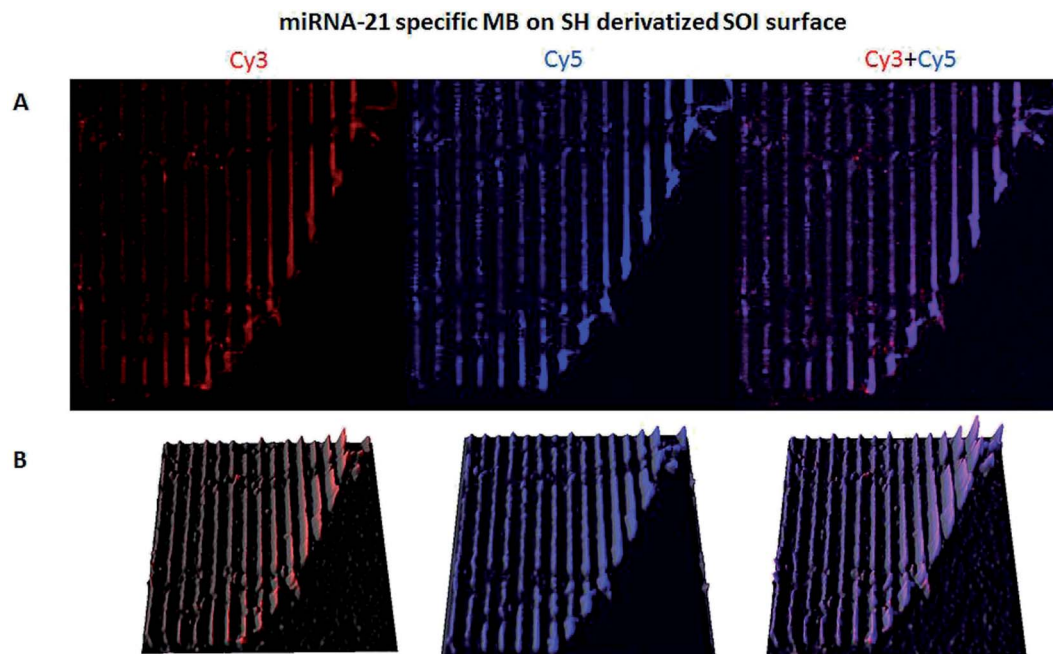 miRNA-21 specific MB on SH derivatized SOI surface
Cy3 Cy5 Cy3+Cy5
A
B